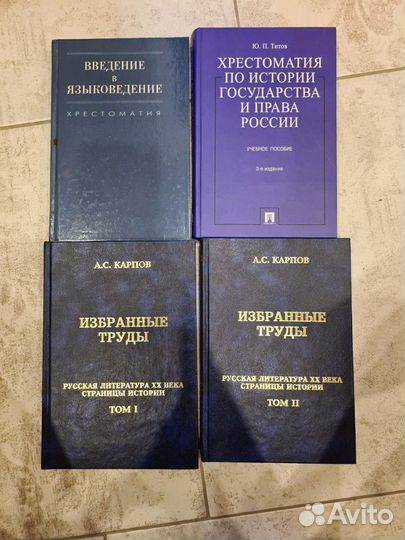 ВВЕДЕНИЕ
В
ЯЗЫКОВЕДЕНИЕ
ХРЕСТОМАТИЯ
Ю. П. Титов
ХРЕСТОМАТИЯ
ПО ИСТОРИИ
ГОСУДАРСТВА
И ПРАВА
РОССИИ
УЧЕБНОЕ ПОСОБИЕ
3-е издание
А.С. КАРПОВ
ИЗБРАННЫЕ
ТРУДЫ
РУССКАЯ ЛИТЕРАТУРА XX ВЕКА
СТРАНИЦЫ ИСТОРИИ
ТОМ I
А.С. КАРПОВ
ИЗБРАННЫЕ
ТРУДЫ
РУССКАЯ ЛИТЕРАТУРА XX ВЕКА
СТРАНИЦЫ ИСТОРИИ
ТОМ II
Avito